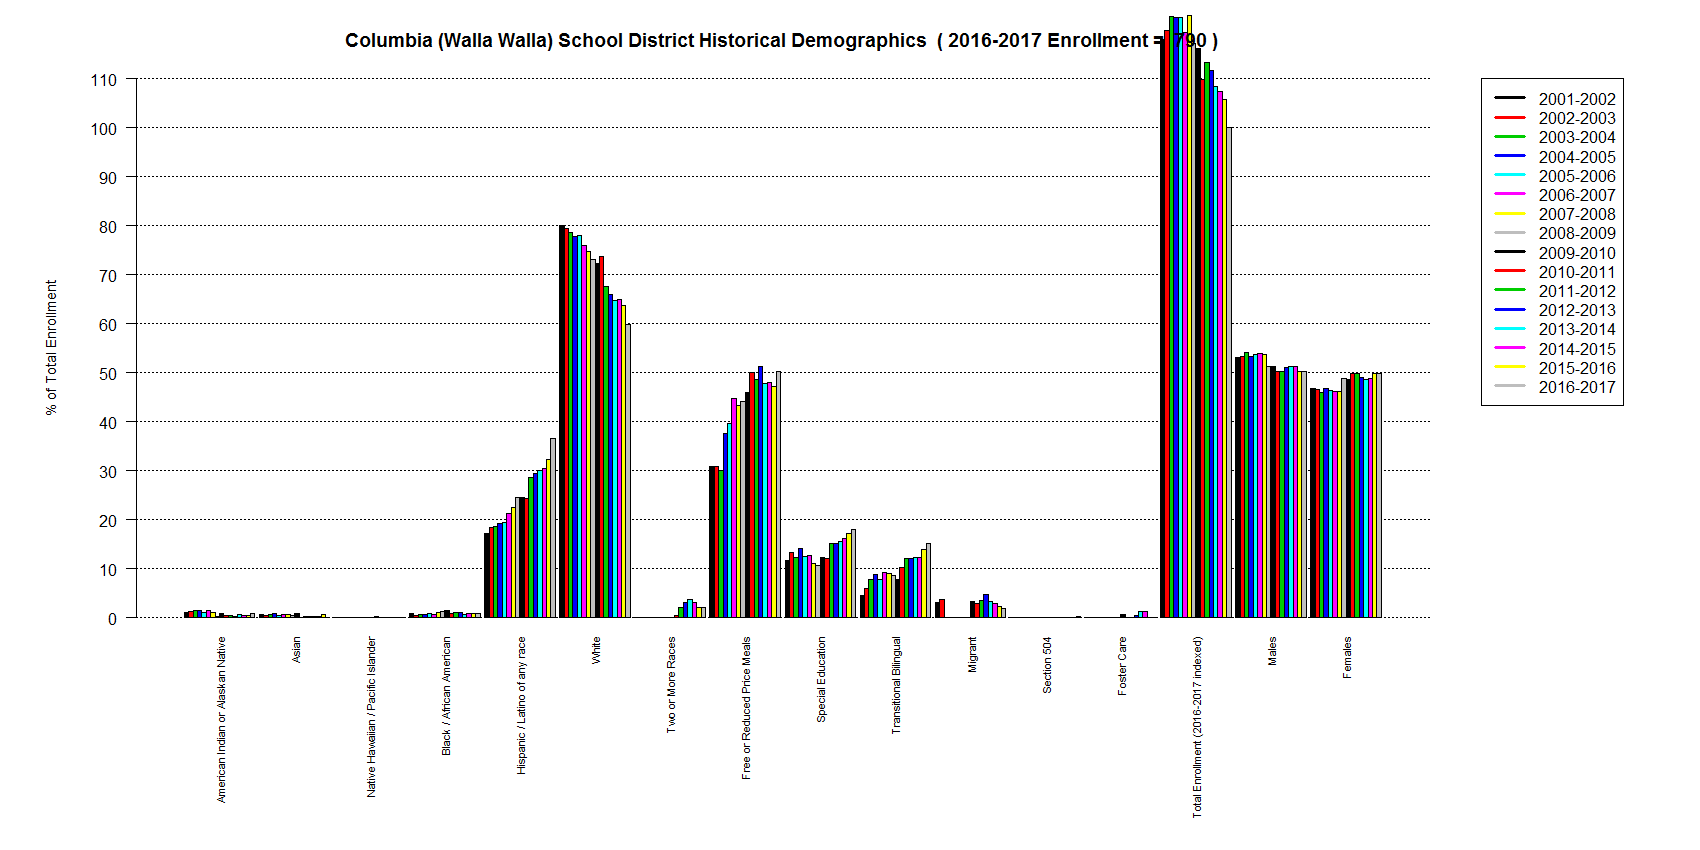 Columbia (Walla Walla) School District Historical Demographics ( 2016-2017 Enrollment = 790 )
% of Total Enrollment
110
100
90
80
70
60
50
40
30
20
10
0
American Indian or Alaskan Native
Asian
Native Hawaiian / Pacific Islander
Black / African American
Hispanic / Latino of any race
White
Two or More Races
Free or Reduced Price Meals
Special Education
Transitional Bilingual
Migrant
Section 504
Foster Care
Total Enrollment (2016-2017 indexed)
Males
Females
2001-2002
2002-2003
2003-2004
2004-2005
2005-2006
2006-2007
2007-2008
2008-2009
2009-2010
2010-2011
2011-2012
2012-2013
2013-2014
2014-2015
2015-2016
2016-2017